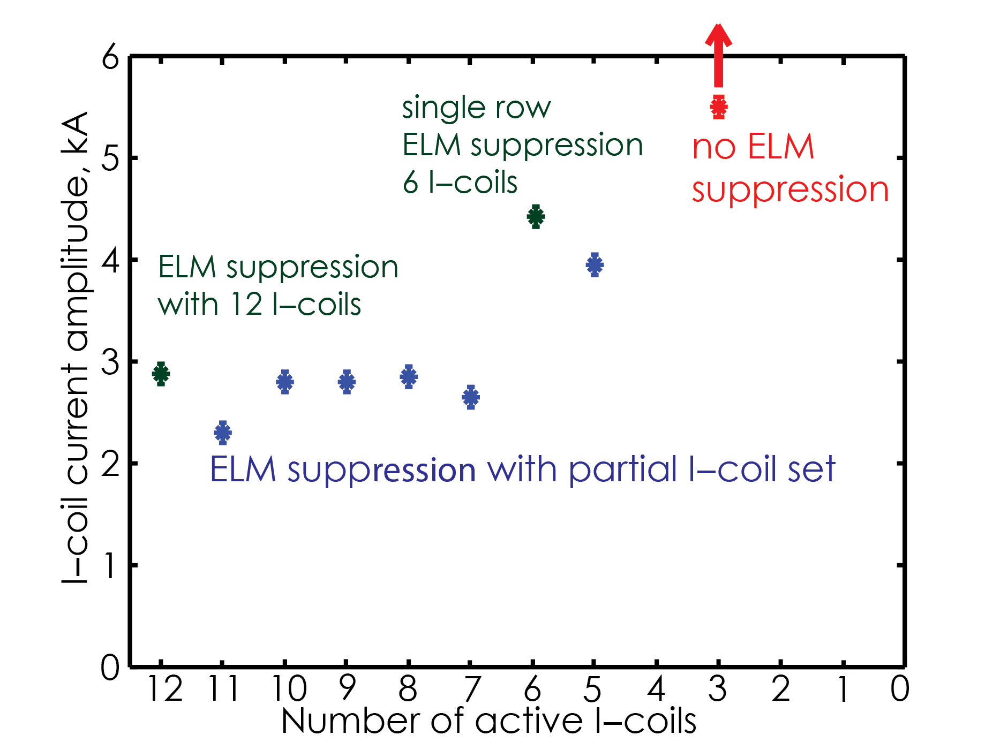 6
5
4
3
2
1
0
I–coil current amplitude, kA
single row
ELM suppression
6 I–coils
no ELM
suppression
ELM suppression
with 12 I–coils
ELM suppression with partial I–coil set
12 11 10 9 8 7 6 5 4 3 2 1 0
Number of active I–coils